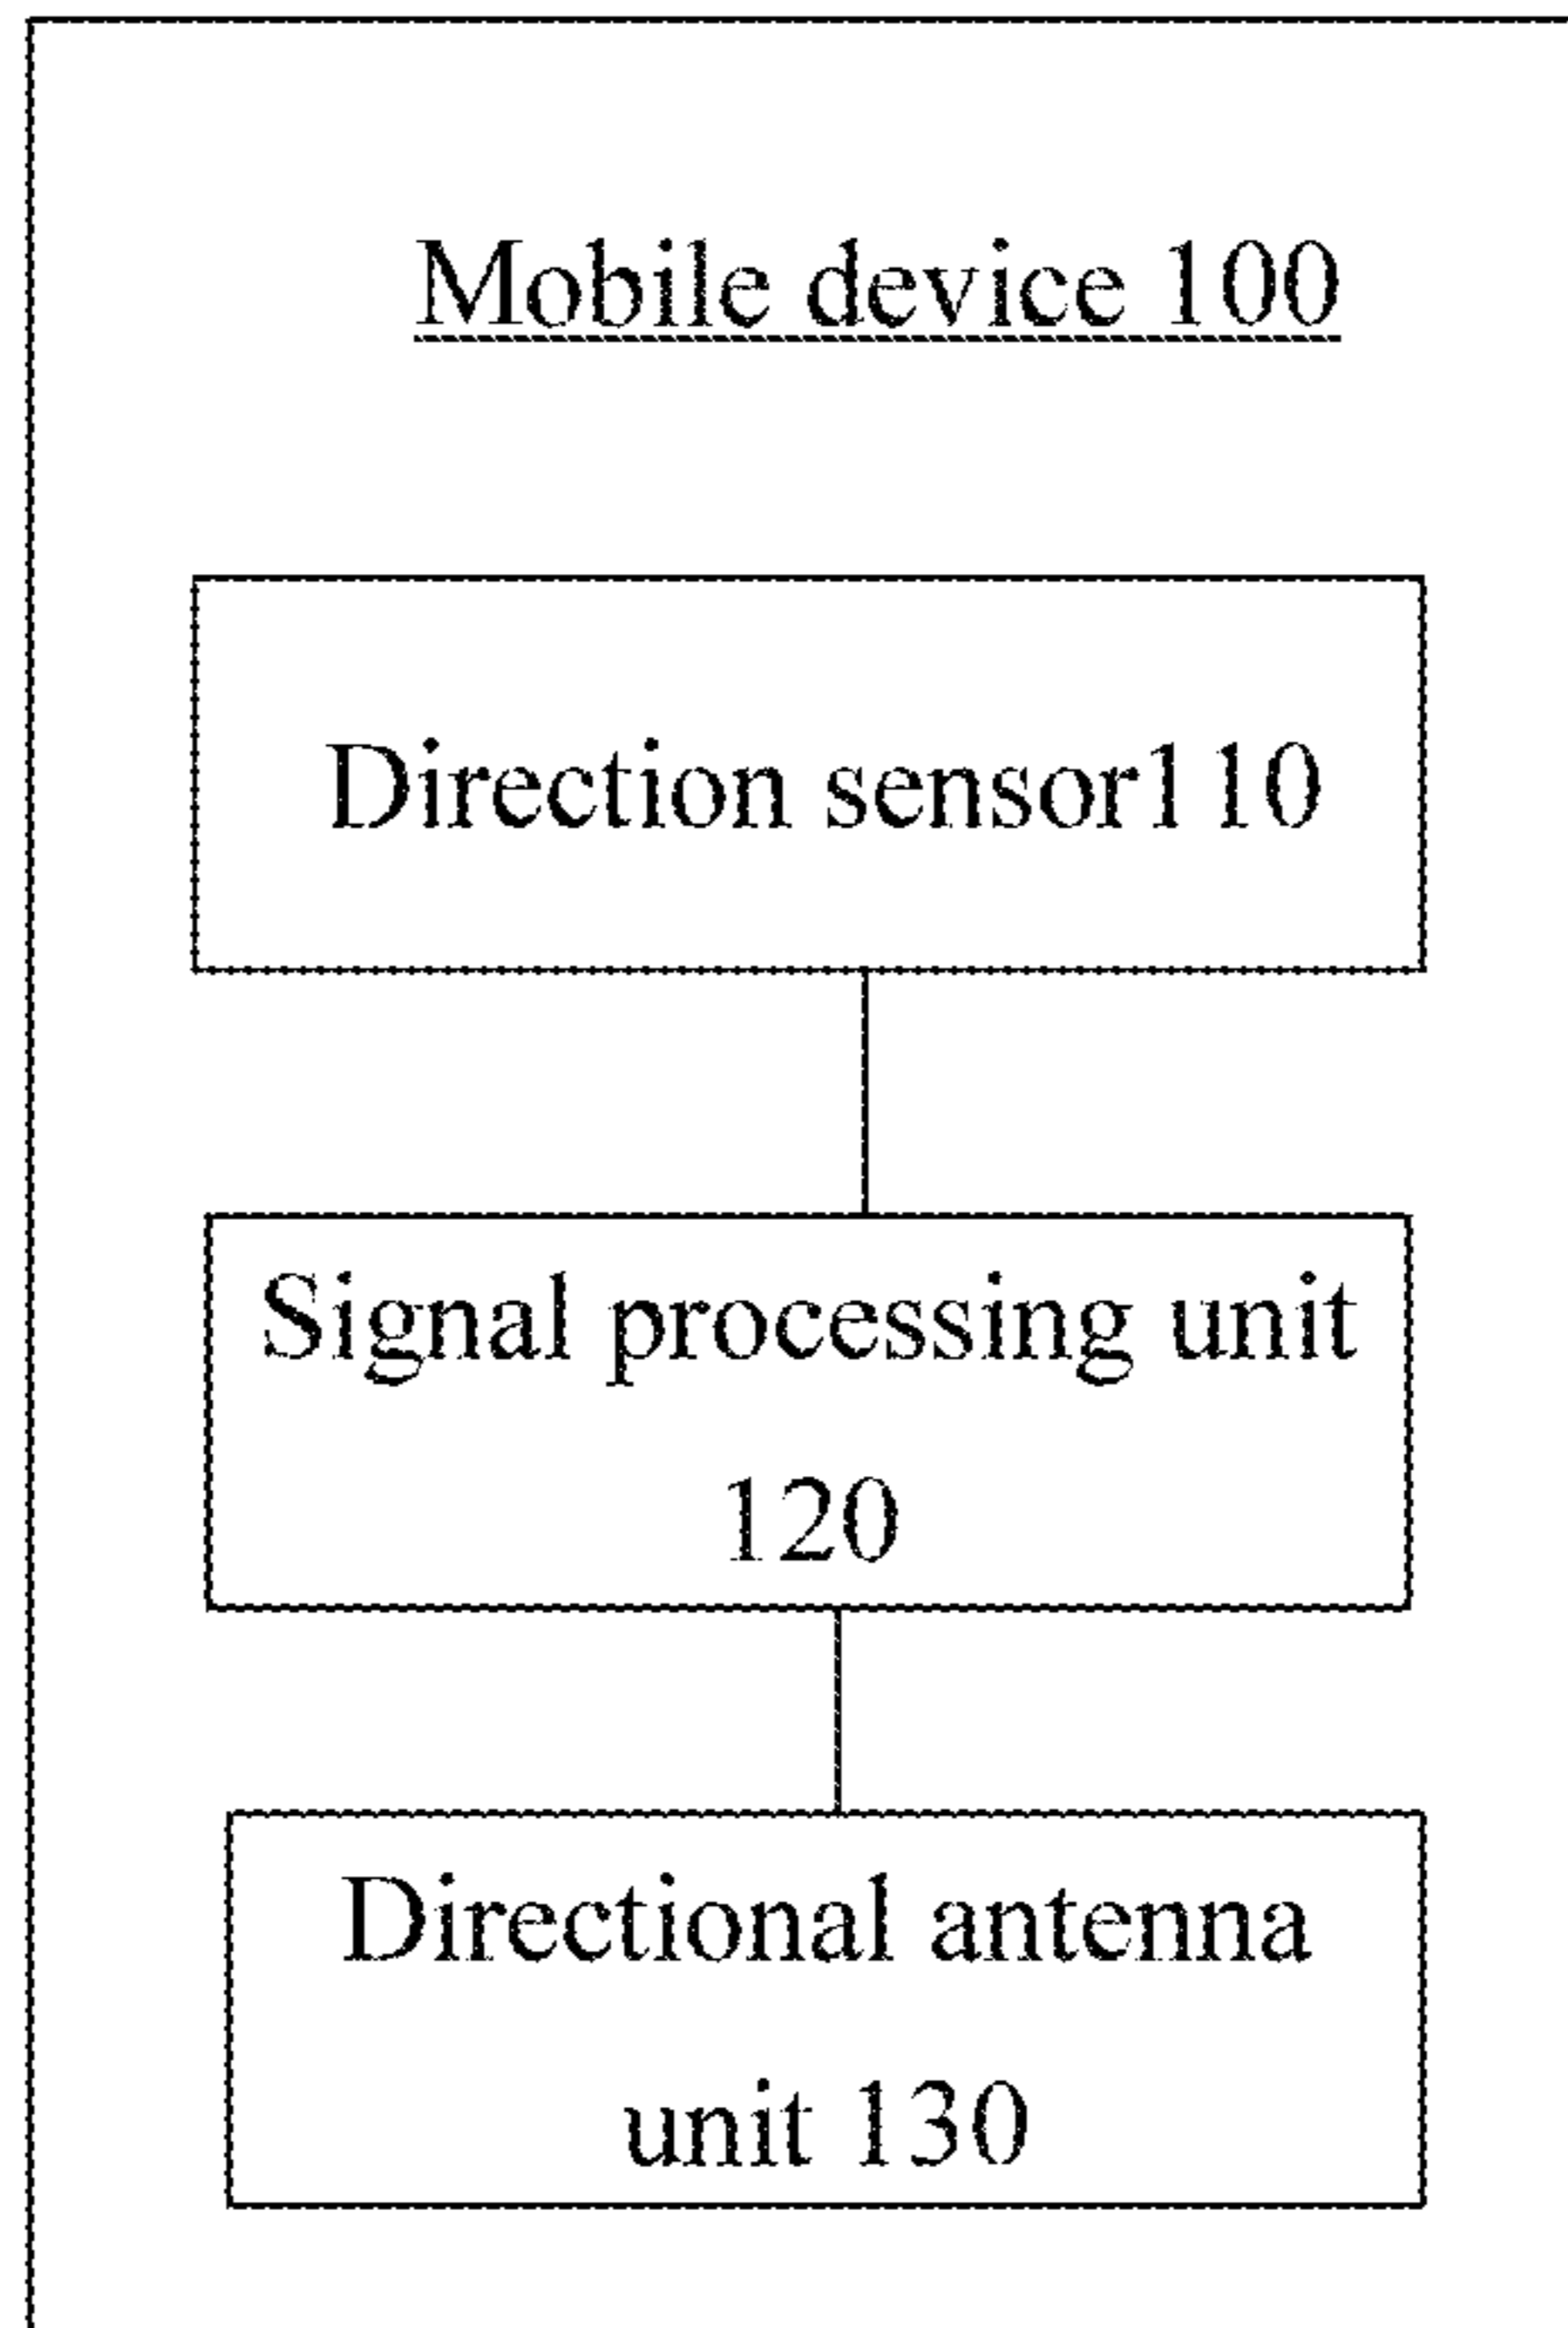 Mobile device 100
Direction sensor110
Signal processing unit
120
Directional antenna
unit 130